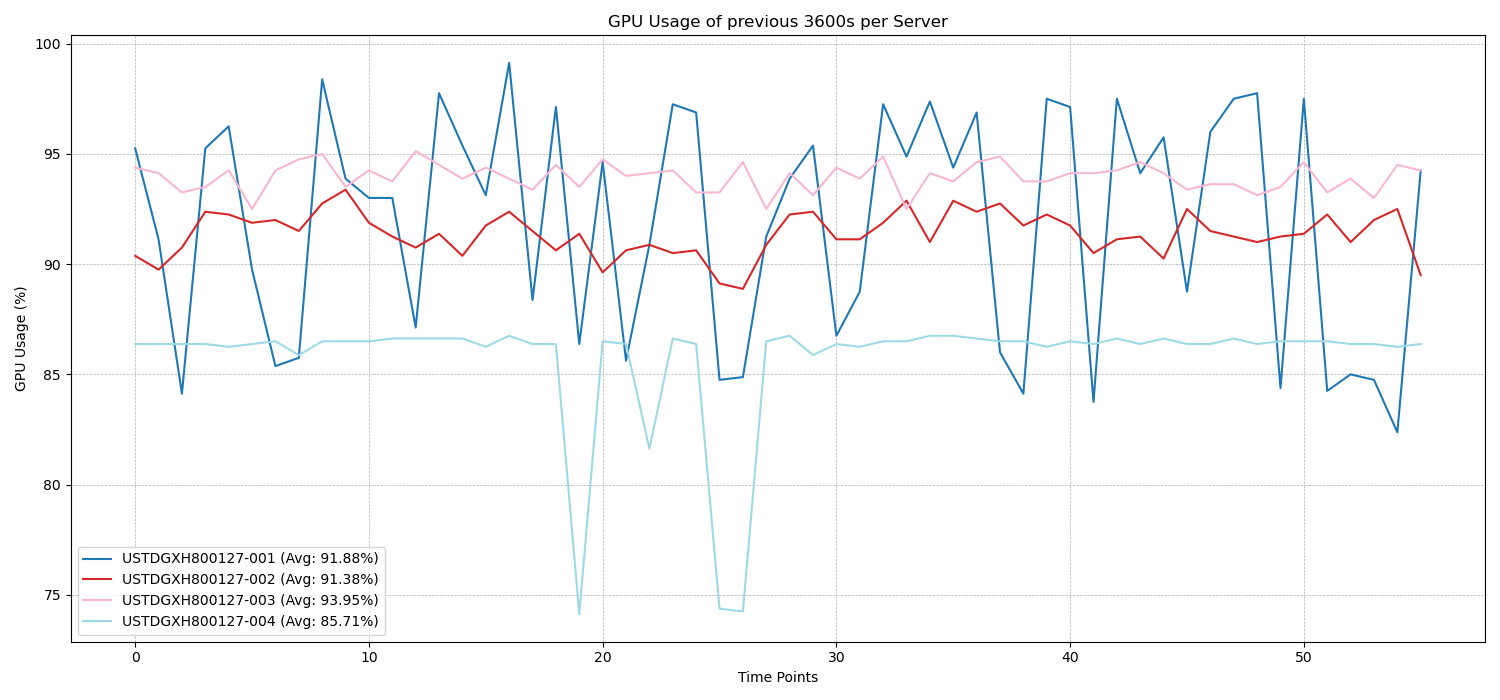 GPU Usage of previous 3600s per Server
100
95
90
85
80
75
GPU Usage (%)
USTDGXH800127-001 (Avg: 91.88%)
USTDGXH800127-002 (Avg: 91.38%)
USTDGXH800127-003 (Avg: 93.95%)
USTDGXH800127-004 (Avg: 85.71%)
0 10 20 30 40 50
Time Points